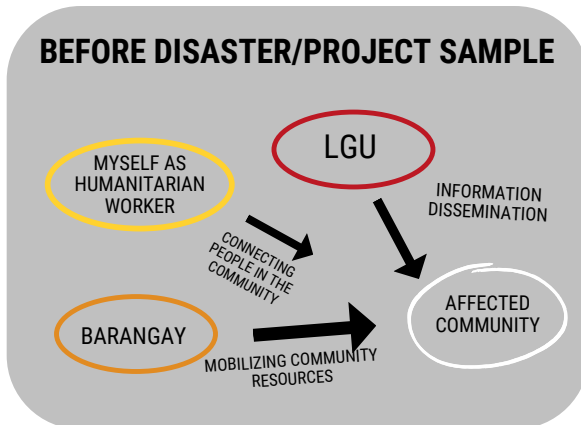 BEFORE DISASTER/PROJECT SAMPLE
LGU
MYSELF AS
HUMANITARIAN
WORKER
INFORMATION
DISSEMINATION
CONNECTING
PEOPLE IN THE
COMMUNITY
AFFECTED
COMMUNITY
BARANGAY
MOBILIZING COMMUNITY
RESOURCES